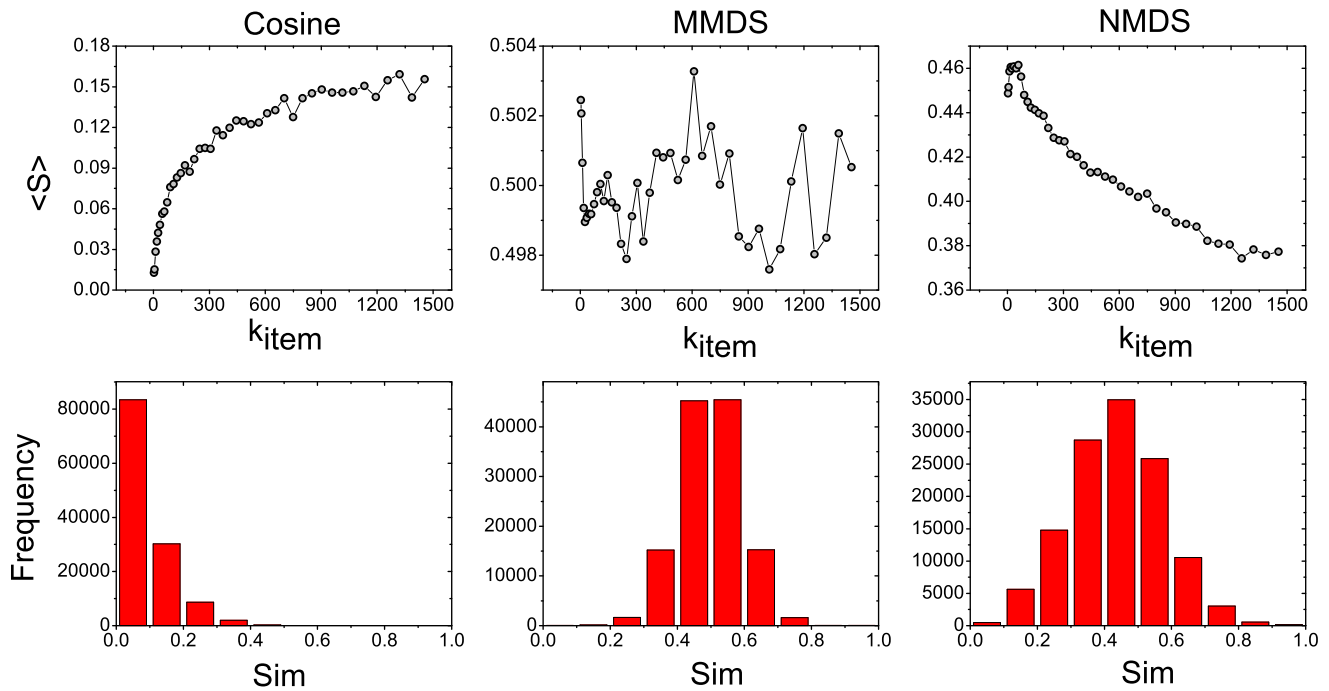 Cosine MMDS NMDS
0.18 0.504
0.15 0.46
0.12 0.502 0.44
<S> 0.09 0.500 0.42
0.06 0.40
0.03 0.498 0.38
0.00 0.36
0 300 600 900 1200 1500 0 300 600 900 1200 1500 0 300 600 900 1200 1500
kitem kitem kitem
80000 40000 35000
60000 30000 30000
25000
Frequency 40000 20000 20000
15000
20000 10000 10000
5000
0 0 0
0.0 0.2 0.4 0.6 0.8 1.0 0.0 0.2 0.4 0.6 0.8 1.0 0.0 0.2 0.4 0.6 0.8 1.0
Sim Sim Sim